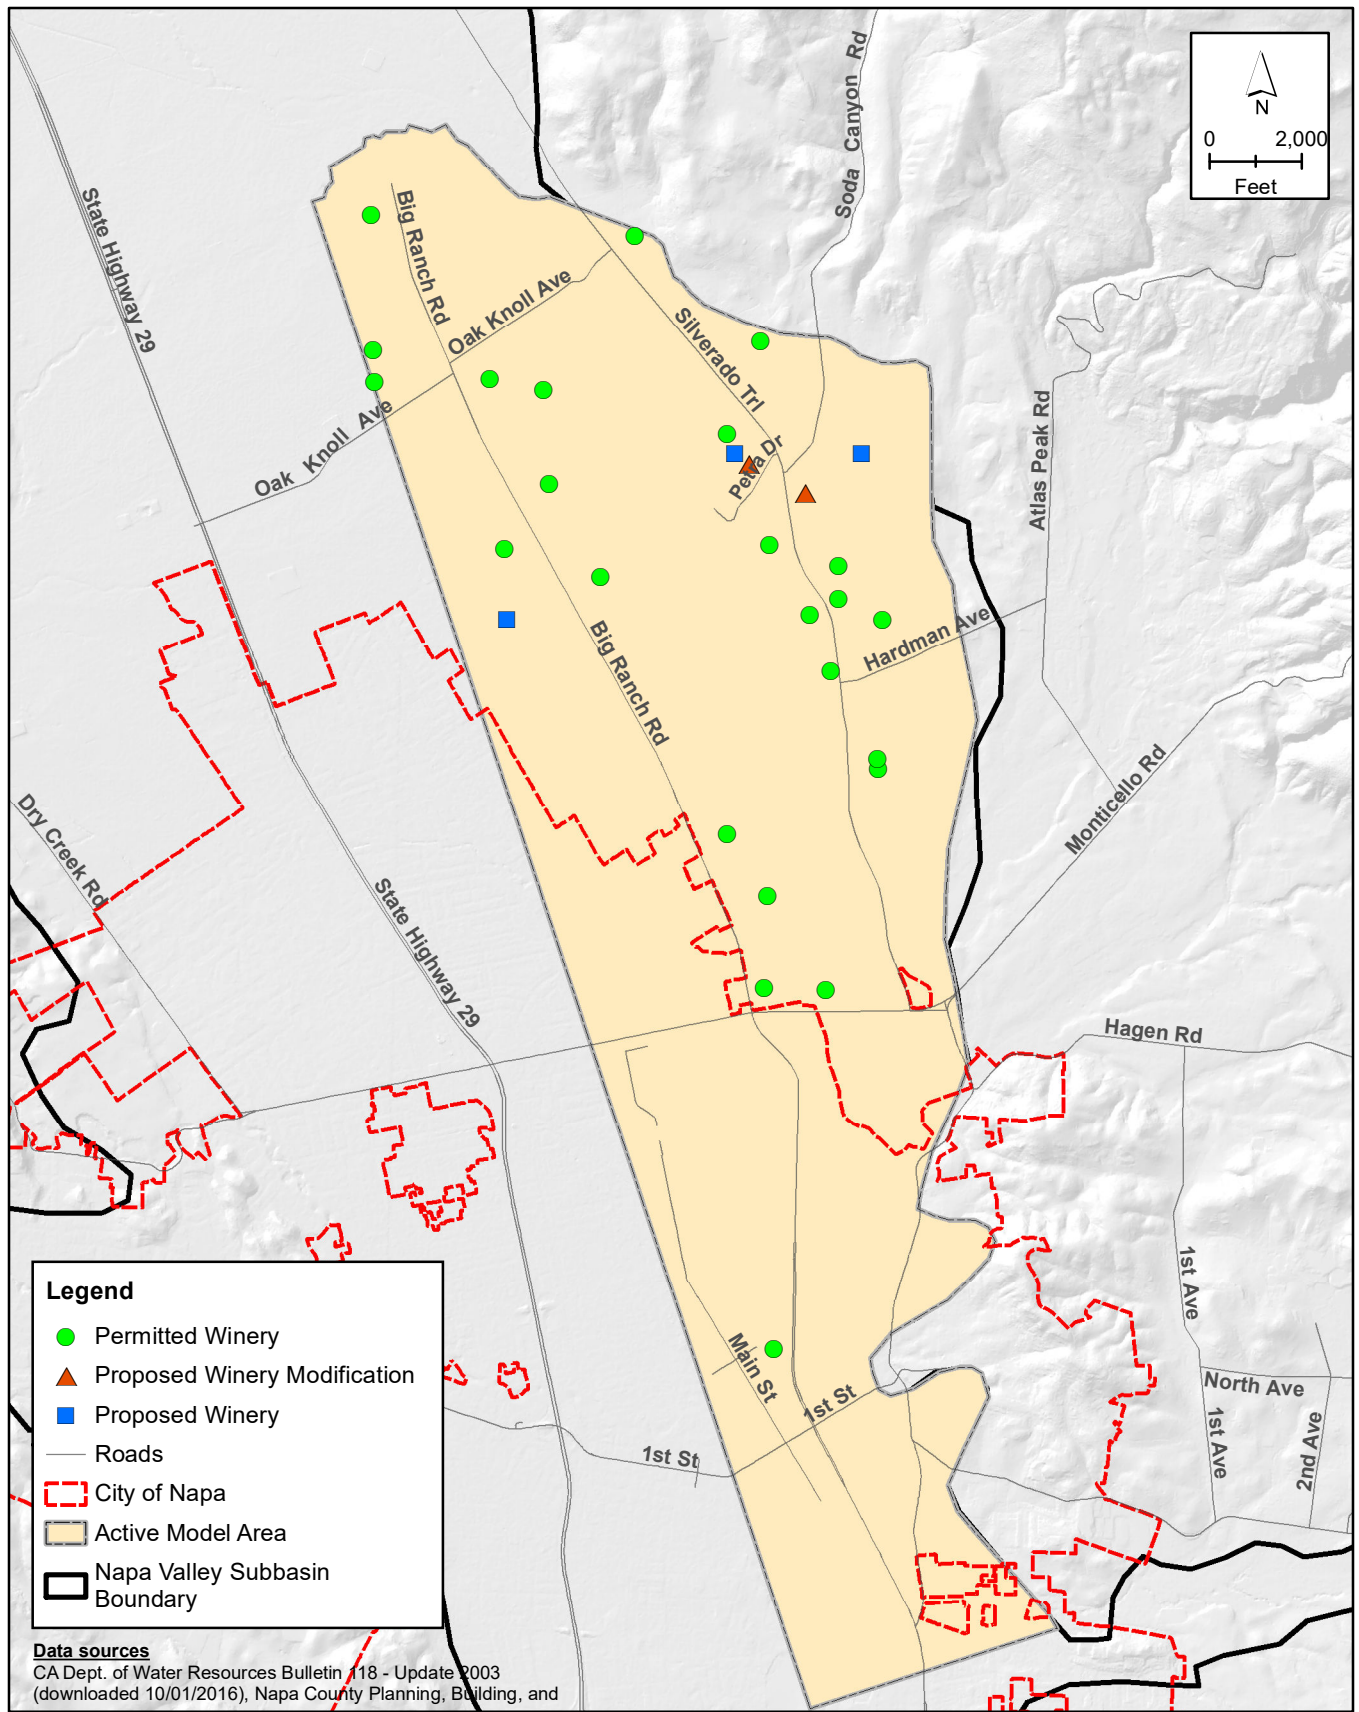 Soda Canyon Rd
N
0 2,000
Feet
State Highway 29
Big Ranch Rd
Oak Knoll Ave
Silverado Trl
Oak Knoll Ave
Petra Dr
Atlas Peak Rd
Hardman Ave
Big Ranch Rd
Monticello Rd
Dry Creek Rd
State Highway 29
Hagen Rd
1st Ave
Main St
1st St
North Ave
1st St
1st Ave
2nd Ave
Legend
Permitted Winery
Proposed Winery Modification
Proposed Winery
Roads
City of Napa
Active Model Area
Napa Valley Subbasin
Boundary
Data sources
CA Dept. of Water Resources Bulletin 118 - Update 2003
(downloaded 10/01/2016), Napa County Planning, Building, and